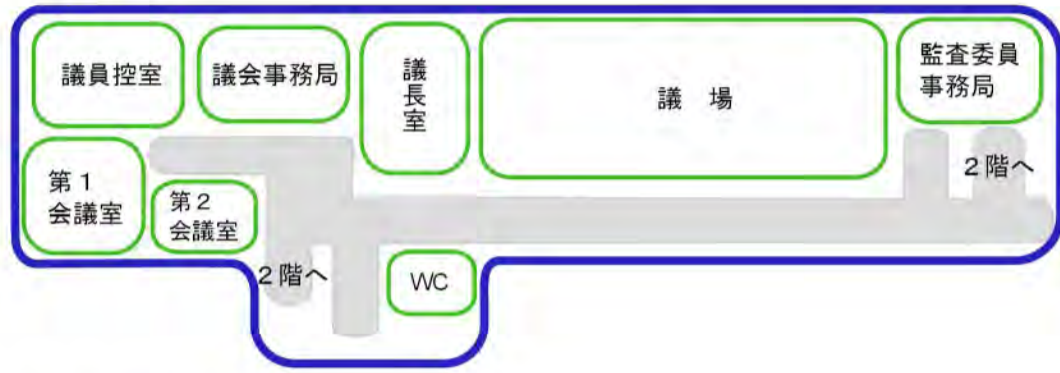 議員控室
議会事務局
議長室
議 場
監査委員
事務局
第1
会議室
第2
会議室
2階へ
2階へ
WC